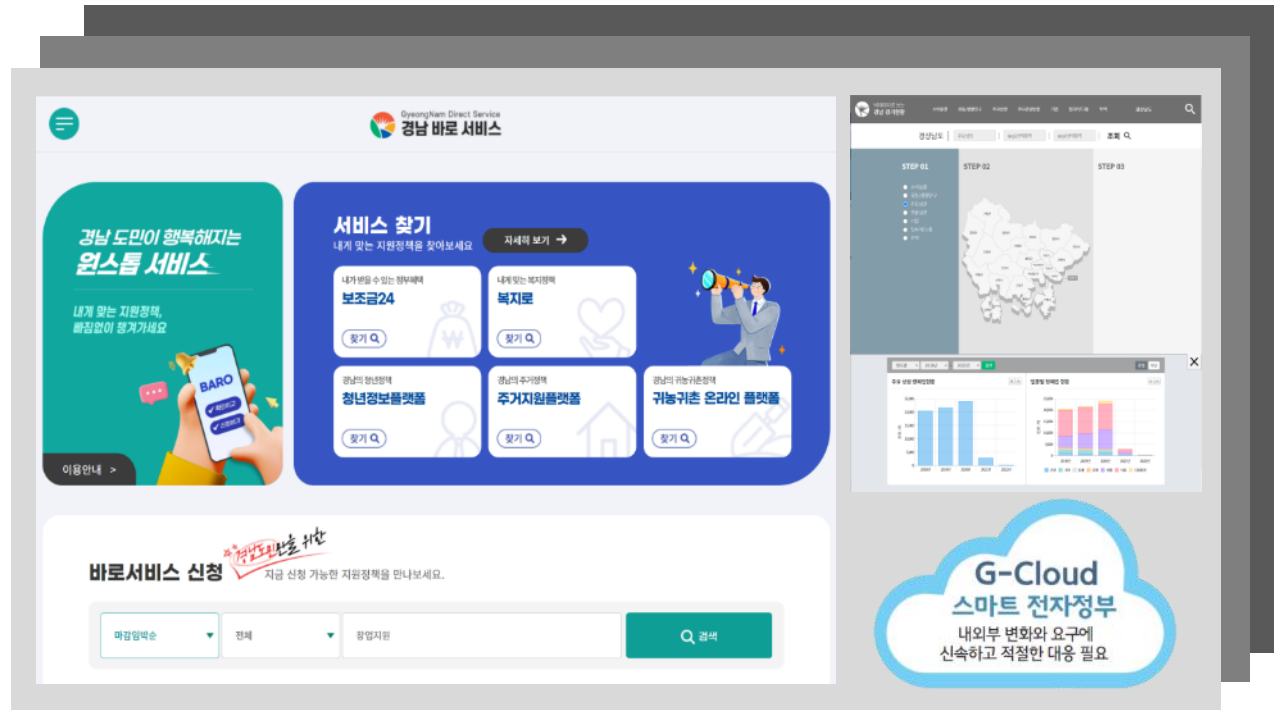 GyeongNam Direct Service
경남 바로 서비스
경남 도민이 행복해지는
원스톱 서비스
내게 맞는 지원정책,
빠짐없이 챙겨가세요
BARO
이용안내 >
서비스 찾기
내게 맞는 지원정책을 찾아보세요
자세히 보기 →
내가 받을 수 있는 정부혜택
보조금24
찾기
내게 맞는 복지정책
복지로
찾기
경남의 청년정책
청년정보플랫폼
찾기
경남의 주거정책
주거지원플랫폼
찾기
경남의 귀농귀촌정책
귀농귀촌 온라인 플랫폼
찾기
바로서비스 신청
경남도민만을 위한
지금 신청 가능한 지원정책을 만나보세요.
마감임박순
전체
창업지원
검색
경상남도
조회
STEP 01
STEP 02
STEP 03
G-Cloud
스마트 전자정부
내외부 변화와 요구에
신속하고 적절한 대응 필요